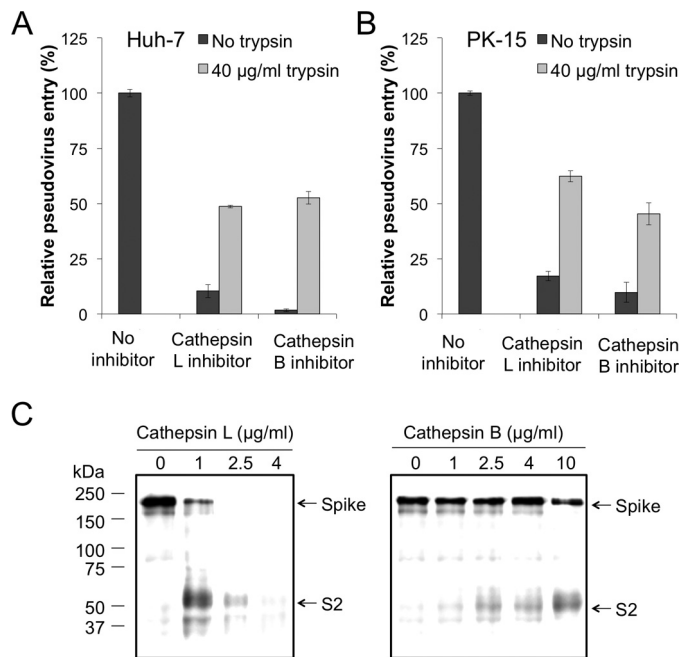 A
Huh-7
No trypsin
40 µg/ml trypsin
Relative pseudovirus entry (%)
125
100
75
50
25
0
No inhibitor
Cathepsin L inhibitor
Cathepsin B inhibitor
B
PK-15
No trypsin
40 µg/ml trypsin
Relative pseudovirus entry (%)
125
100
75
50
25
0
No inhibitor
Cathepsin L inhibitor
Cathepsin B inhibitor
C
Cathepsin L (µg/ml)
0 1 2.5 4
kDa
250
150
100
75
50
37
← Spike
← S2
Cathepsin B (µg/ml)
0 1 2.5 4 10
← Spike
← S2